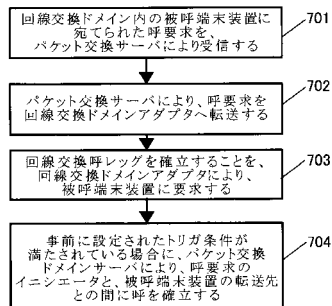 回線交換ドメイン内の被呼端末装置に
宛てられた呼要求を、
パケット交換サーバにより受信する
701
パケット交換サーバにより、呼要求を
回線交換ドメインアダプタへ転送する
702
回線交換呼レッグを確立することを、
回線交換ドメインアダプタにより、
被呼端末装置に要求する
703
事前に設定されたトリガ条件が
満たされている場合に、パケット交換
ドメインサーバにより、呼要求の
イニシエータと、被呼端末装置の転送先
との間に呼を確立する
704